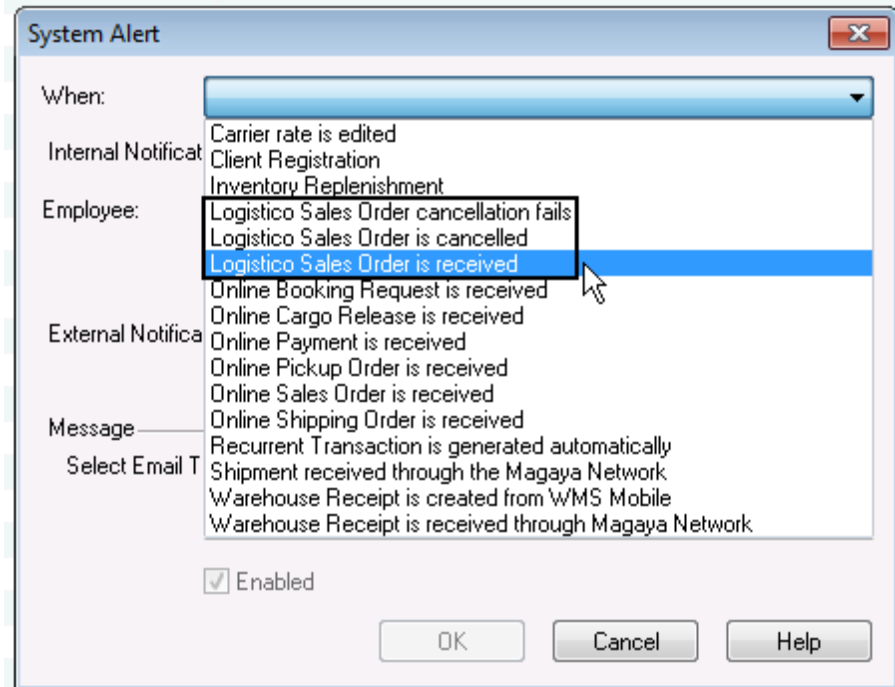 System Alert
When:
Carrier rate is edited
Internal Notificat
Client Registration
Inventory Replenishment
Employee:
Logistico Sales Order cancellation fails
Logistico Sales Order is cancelled
Logistico Sales Order is received
Online Booking Request is received
Online Cargo Release is received
External Notifica
Online Payment is received
Online Pickup Order is received
Online Sales Order is received
Online Shipping Order is received
Message
Recurrent Transaction is generated automatically
Select Email T
Shipment received through the Magaya Network
Warehouse Receipt is created from WMS Mobile
Warehouse Receipt is received through Magaya Network
Enabled
OK Cancel Help